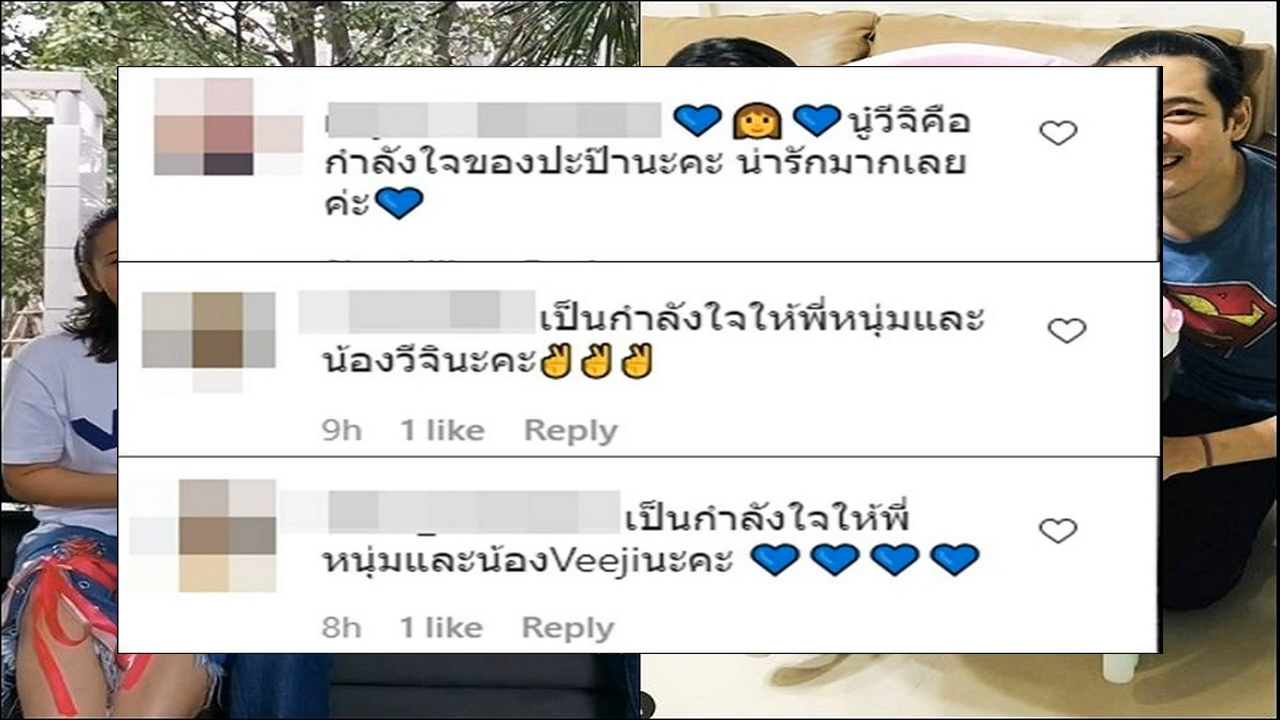 💙👩💙นู๋วีจิคือ
กำลังใจของปะป๊านะคะ น่ารักมากเลย
ค่ะ💙
เป็นกำลังใจให้พี่หนุ่มและ
น้องวีจินะคะ✌✌✌
9h 1 like Reply
เป็นกำลังใจให้พี่
หนุ่มและน้องVeejiนะคะ 💙💙💙💙
8h 1 like Reply